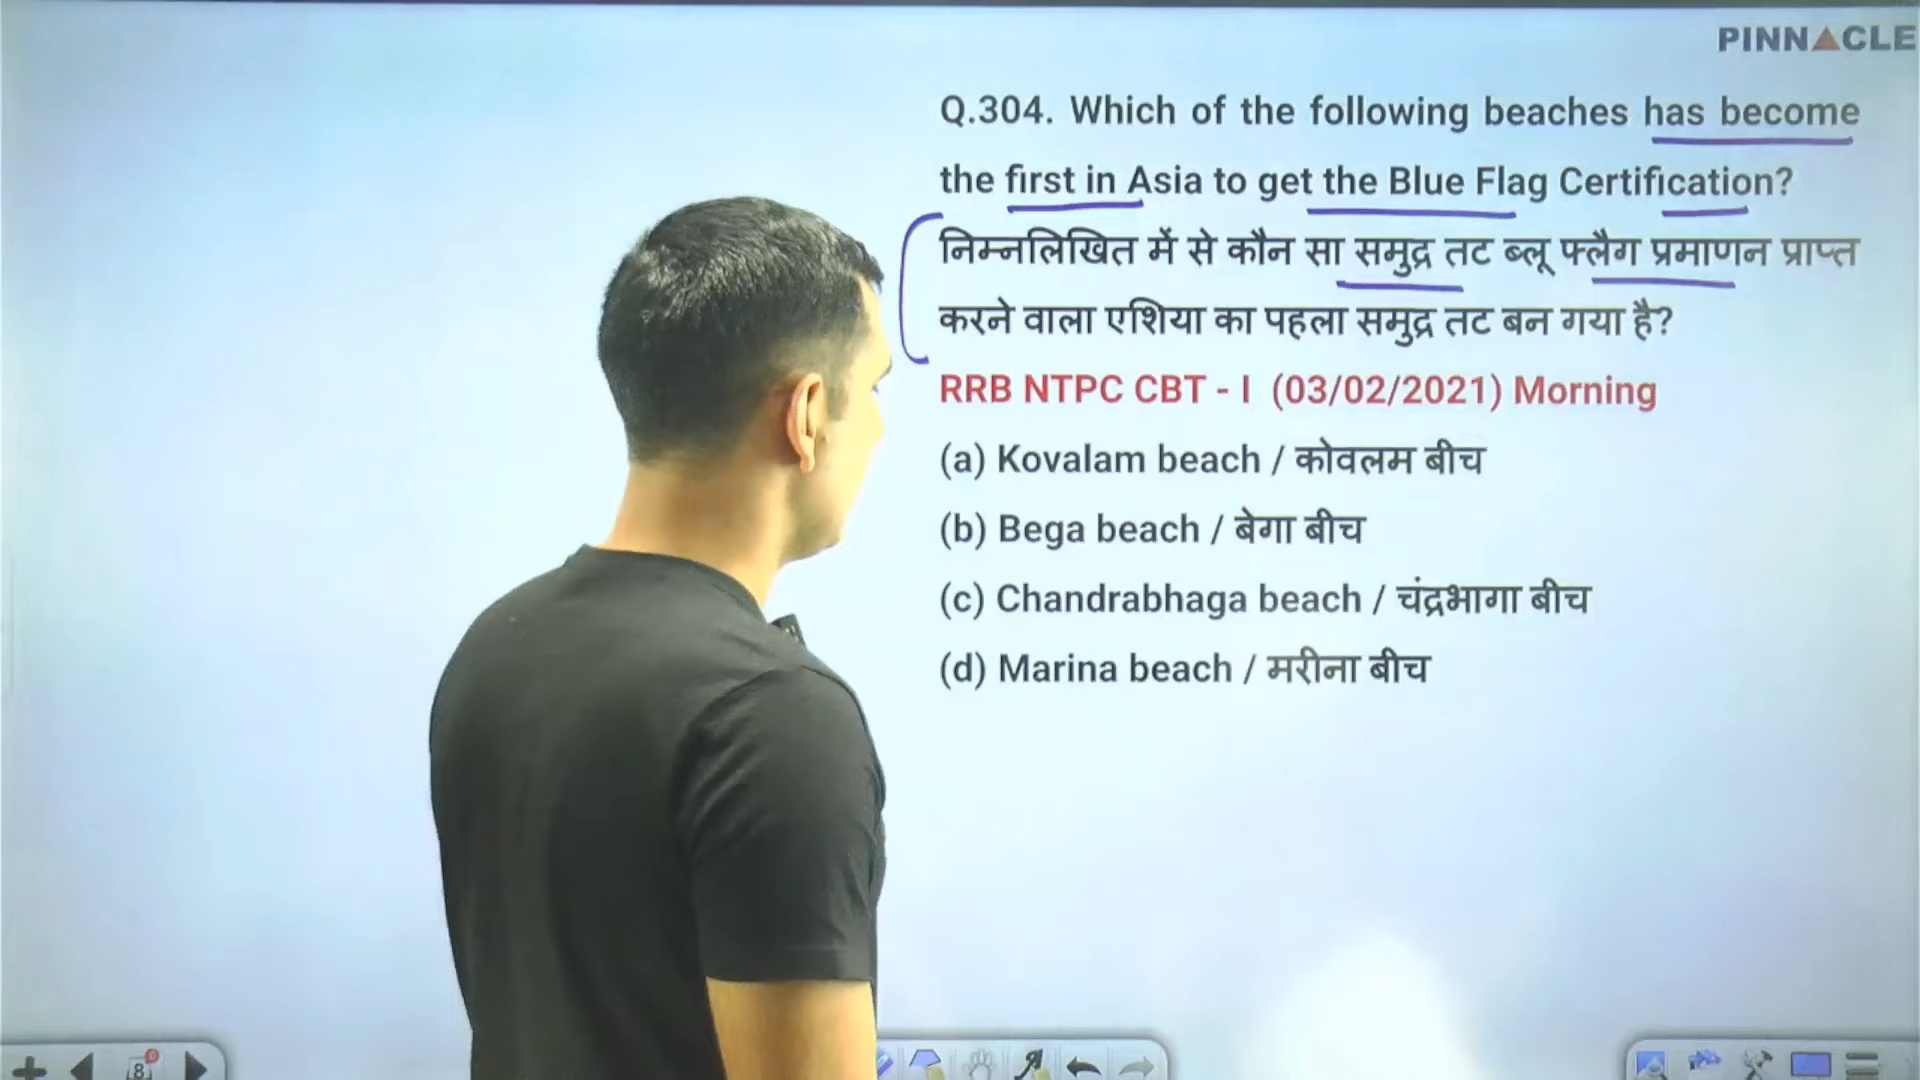 PINNACLE
Q.304. Which of the following beaches has become
the first in Asia to get the Blue Flag Certification?
निम्नलिखित में से कौन सा समुद्र तट ब्लू फ्लैग प्रमाणन प्राप्त
करने वाला एशिया का पहला समुद्र तट बन गया है?
RRB NTPC CBT - I (03/02/2021) Morning
(a) Kovalam beach / कोवलम बीच
(b) Bega beach / बेगा बीच
(c) Chandrabhaga beach / चंद्रभागा बीच
(d) Marina beach / मरीना बीच